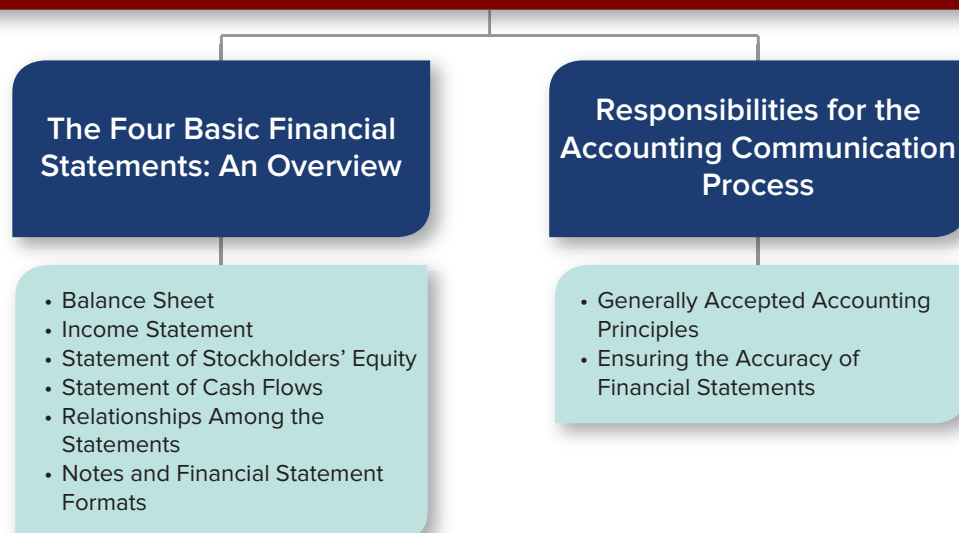 The Four Basic Financial
Statements: An Overview
• Balance Sheet
• Income Statement
• Statement of Stockholders’ Equity
• Statement of Cash Flows
• Relationships Among the
Statements
• Notes and Financial Statement
Formats
Responsibilities for the
Accounting Communication
Process
• Generally Accepted Accounting
Principles
• Ensuring the Accuracy of
Financial Statements